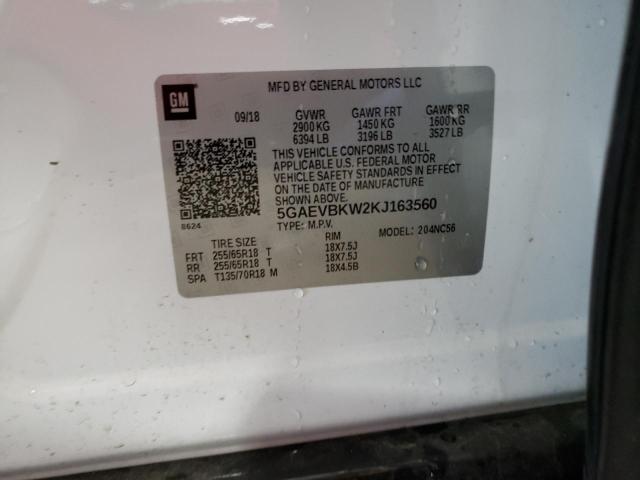 MFD BY GENERAL MOTORS LLC
GM
09/18 GVWR GAWR FRT GAWR RR
2900 KG 1450 KG 1600 KG
6394 LB 3196 LB 3527 LB
THIS VEHICLE CONFORMS TO ALL
APPLICABLE U.S. FEDERAL MOTOR
VEHICLE SAFETY STANDARDS IN
EFFECT ON THE DATE OF MANUFACTURE
SHOWN ABOVE.
5GAEVBKW2KJ163560
8624
TYPE: M.P.V. MODEL: 204NC56
TIRE SIZE RIM
FRT 255/65R18 T 18X7.5J
RR 255/65R18 T 18X7.5J
SPA T135/70R18 M 18X4.5B